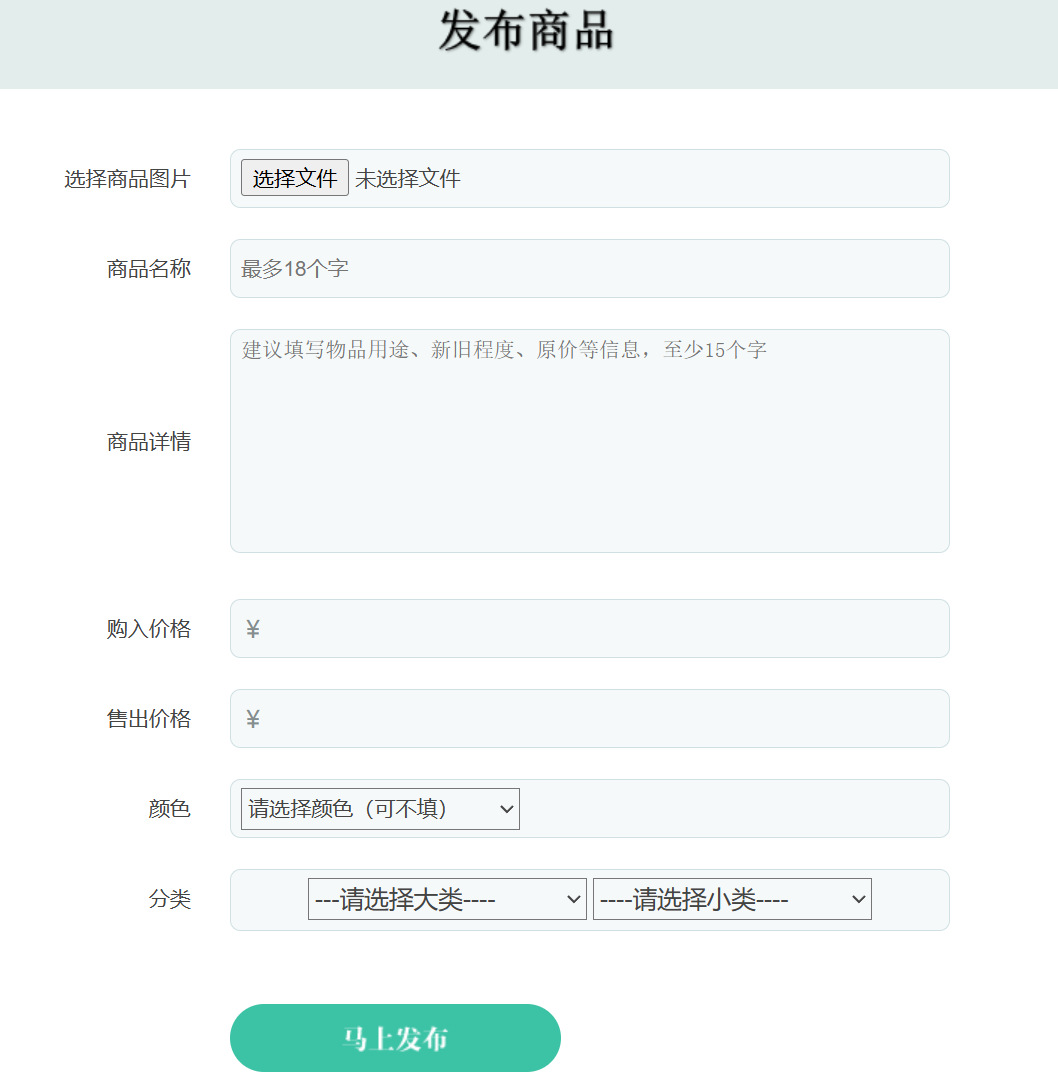 发布商品
选择商品图片 选择文件 未选择文件
商品名称 最多18个字
建议填写物品用途、新旧程度、原价等信息，至少15个字
商品详情
购入价格 ¥
售出价格 ¥
颜色 请选择颜色（可不填）
分类 ---请选择大类---- ----请选择小类----
马上发布